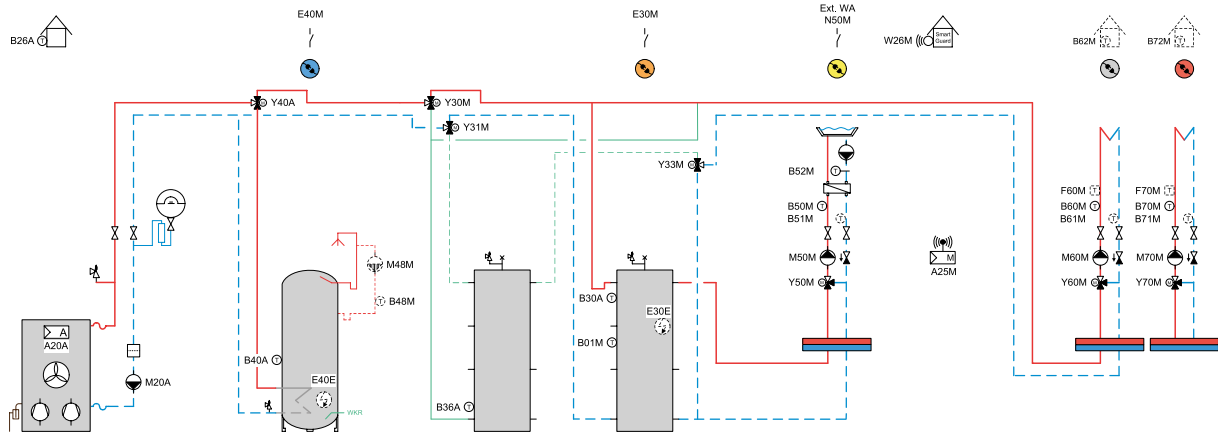 E40M
E30M
Ext. WA
N50M
B26A T
W26M
Smart
Guard
B62M T
B72M T
M Y40A
M Y30M
M Y31M
Y33M M
B52M T
F60M T
F70M T
B50M T
B60M T
B70M T
B51M T
B61M T
B71M T
M48M
M50M
M60M
M70M
M
A25M
B48M T
B30A T
E30E
Y50M M
Y60M M
Y70M M
A
A20A
B01M T
B40A T
E40E
M20A
B36A T
WKR